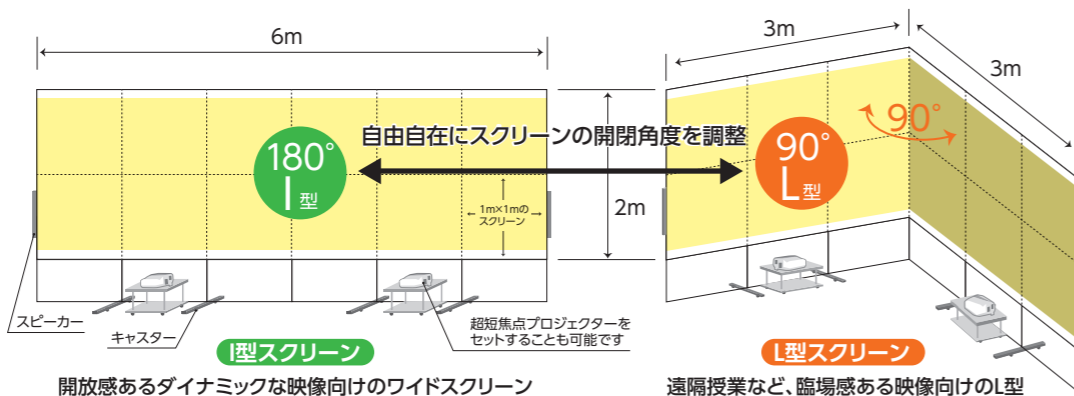 6m
3m
3m
自由自在にスクリーンの開閉角度を調整
180°
I型
90°
L型
90°
← 1m×1mの →
スクリーン
2m
スピーカー
キャスター
超短焦点プロジェクターを
セットすることも可能です
I型スクリーン
開放感あるダイナミックな映像向けのワイドスクリーン
L型スクリーン
遠隔授業など、臨場感ある映像向けのL型